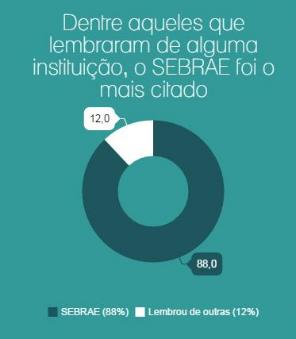 Dentre aqueles que
lembraram de alguma
instituição, o SEBRAE foi o
mais citado
12,0
88,0
SEBRAE (88%) Lembrou de outras (12%)